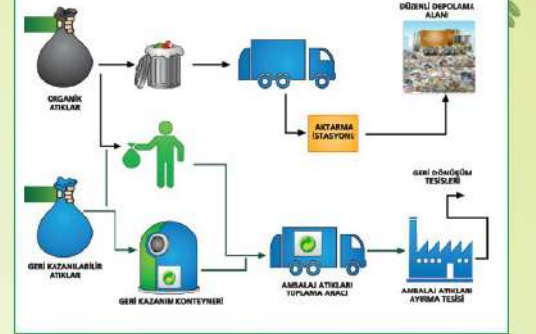 DÜZENLİ DEPOLAMA
ALANI
ORGANİK
ATIKLAR
AKTARMA
İSTASYONU
GERİ DÖNÜŞÜM
TESİSLERİ
GERİ KAZANILABİLİR
ATIKLAR
GERİ KAZANIM KONTEYNERİ
AMBALAJ ATIKLARI
TOPLAMA ARACI
AMBALAJ ATIKLARI
AYIRMA TESİSİ